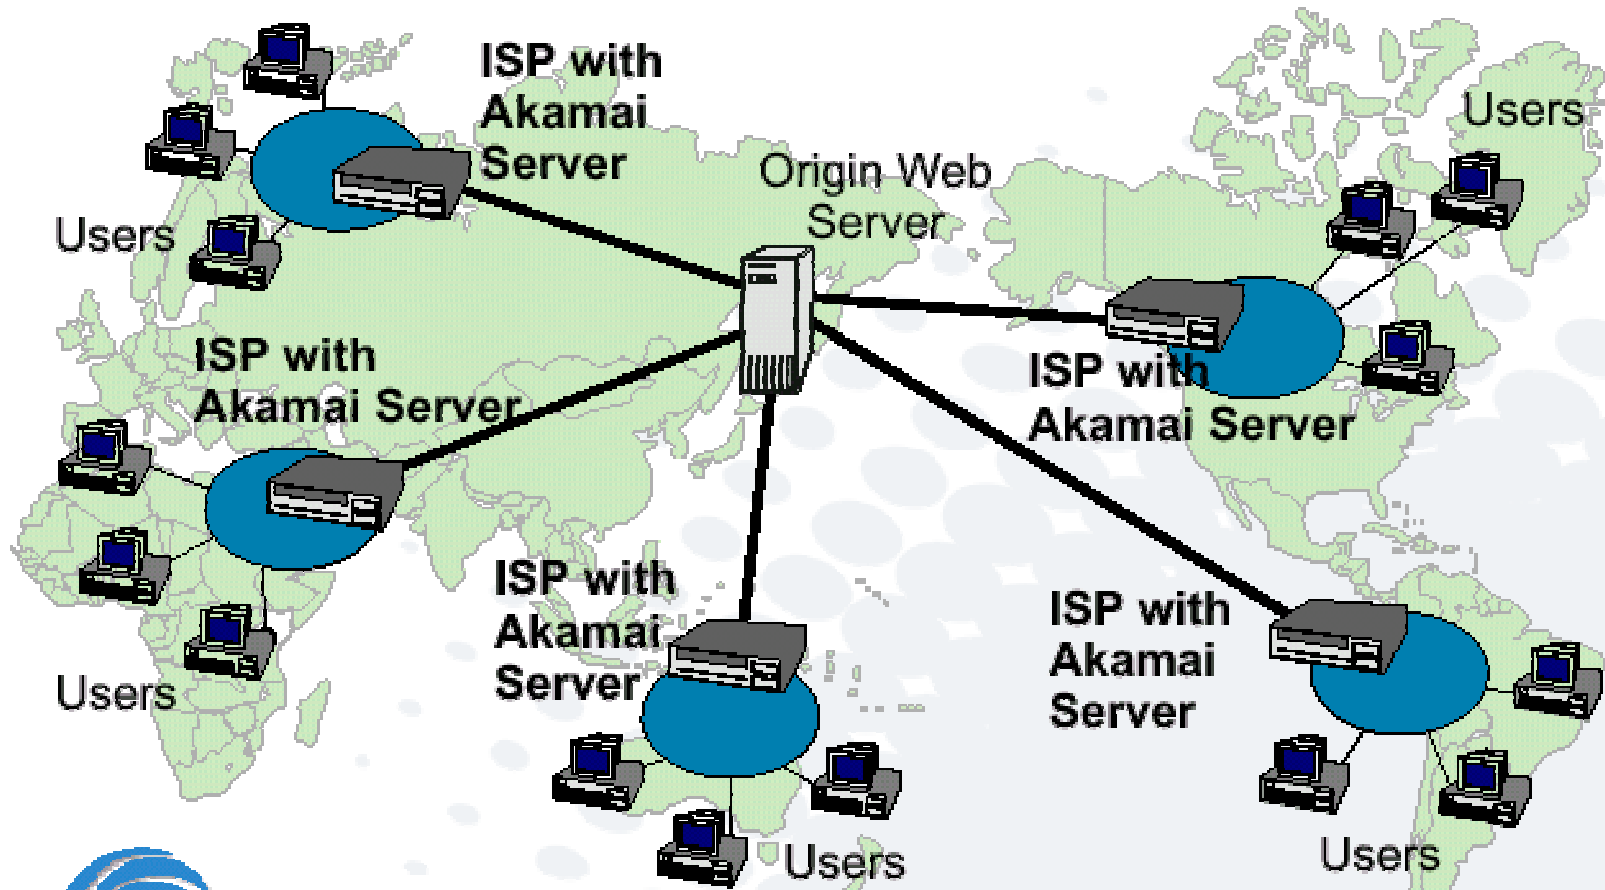 ISP with
Akamai
Server
Users
Origin Web
Server
Users
ISP with
Akamai Server
ISP with
Akamai Server
ISP with
Akamai
Server
ISP with
Akamai
Server
Users
Users
Users